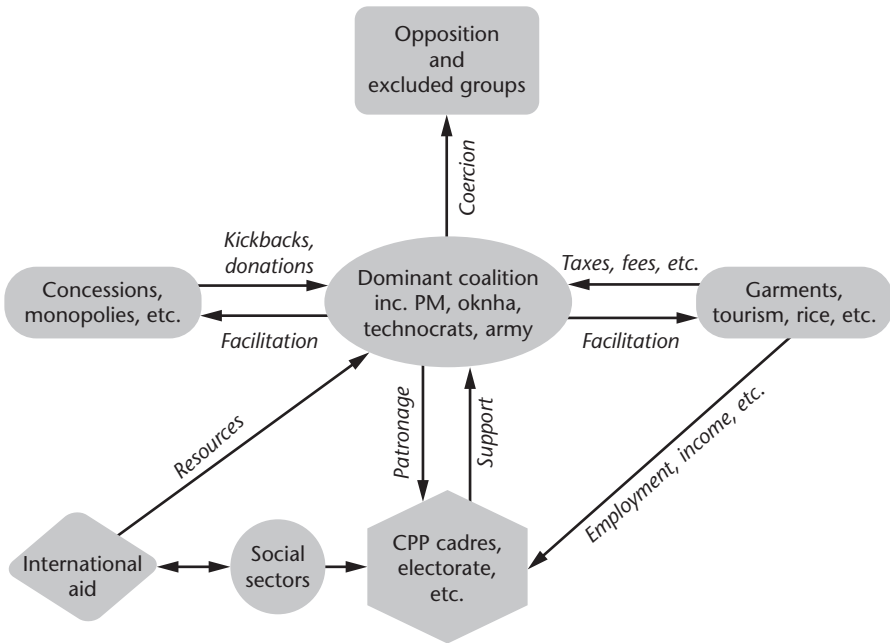 Opposition
and
excluded groups
Coercion
Kickbacks,
donations
Taxes, fees, etc.
Concessions,
monopolies, etc.
Dominant coalition
inc. PM, oknha,
technocrats, army
Garments,
tourism, rice, etc.
Facilitation
Facilitation
Resources
Patronage
Support
Employment, income, etc.
International
aid
Social
sectors
CPP cadres,
electorate,
etc.